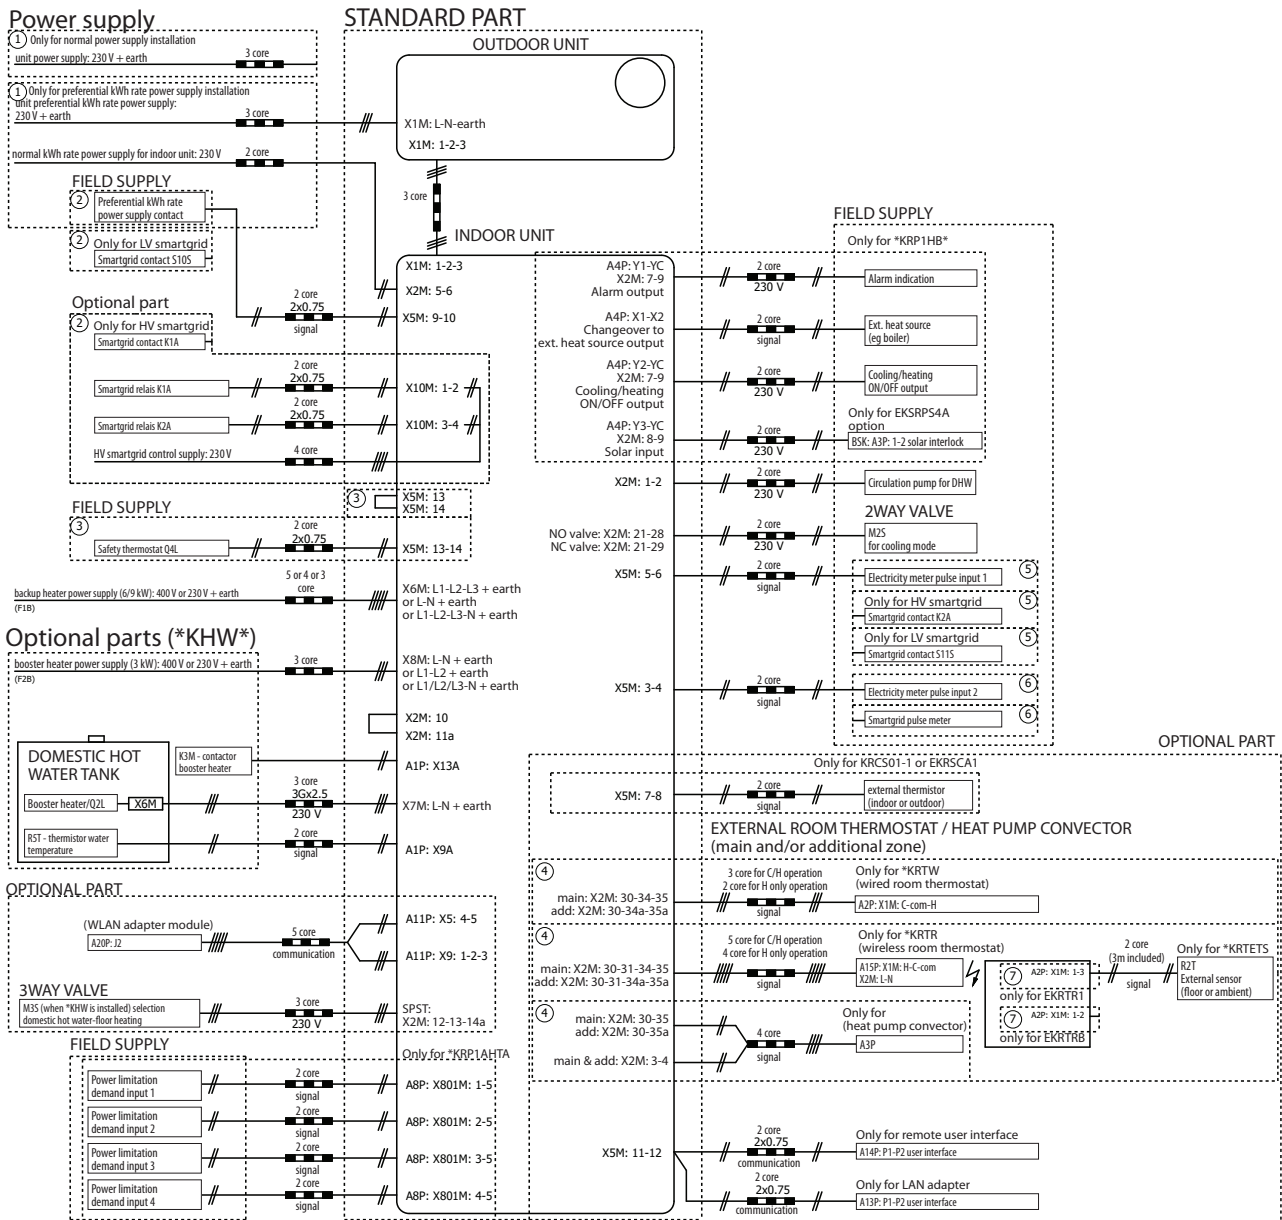 Power supply
1 Only for normal power supply installation
unit power supply: 230 V + earth
3 core
1 Only for preferential kWh rate power supply installation
unit preferential kWh rate power supply:
230 V + earth
3 core
normal kWh rate power supply for indoor unit: 230 V
2 core
FIELD SUPPLY
2 Preferential kWh rate
power supply contact
2 Only for LV smartgrid
Smartgrid contact S10S
2 core
2x0.75
signal
Optional part
2 Only for HV smartgrid
Smartgrid contact K1A
Smartgrid relais K1A
2 core
2x0.75
Smartgrid relais K2A
2 core
2x0.75
HV smartgrid control supply: 230 V
4 core
FIELD SUPPLY
3
Safety thermostat Q4L
2 core
2x0.75
backup heater power supply (6/9 kW): 400 V or 230 V + earth
(F1B)
5 or 4 or 3
core
Optional parts (*KHW*)
booster heater power supply (3 kW): 400 V or 230 V + earth
(F2B)
3 core
DOMESTIC HOT
WATER TANK
K3M - contactor
booster heater
Booster heater/Q2L
X6M
3 core
3Gx2.5
230 V
R5T - thermistor water
temperature
2 core
signal
OPTIONAL PART
(WLAN adapter module)
A20P: J2
5 core
communication
3WAY VALVE
M3S (when *KHW is installed) selection
domestic hot water-floor heating
3 core
230 V
FIELD SUPPLY
Power limitation
demand input 1
2 core
signal
Power limitation
demand input 2
2 core
signal
Power limitation
demand input 3
2 core
signal
Power limitation
demand input 4
2 core
signal
STANDARD PART
OUTDOOR UNIT
X1M: L-N-earth
X1M: 1-2-3
3 core
INDOOR UNIT
X1M: 1-2-3
X2M: 5-6
X5M: 9-10
X10M: 1-2
X10M: 3-4
3
X5M: 13
X5M: 14
X5M: 13-14
X6M: L1-L2-L3 + earth
or L-N + earth
or L1-L2-L3-N + earth
X8M: L-N + earth
or L1-L2 + earth
or L1/L2/L3-N + earth
X2M: 10
X2M: 11a
A1P: X13A
X7M: L-N + earth
A1P: X9A
A11P: X5: 4-5
A11P: X9: 1-2-3
SPST:
X2M: 12-13-14a
Only for *KRP1AHTA
A8P: X801M: 1-5
A8P: X801M: 2-5
A8P: X801M: 3-5
A8P: X801M: 4-5
FIELD SUPPLY
Only for *KRP1HB*
A4P: Y1-YC
X2M: 7-9
Alarm output
2 core
230 V
Alarm indication
A4P: X1-X2
Changeover to
ext. heat source output
2 core
signal
Ext. heat source
(eg boiler)
A4P: Y2-YC
X2M: 7-9
Cooling/heating
ON/OFF output
2 core
230 V
Cooling/heating
ON/OFF output
Only for EKSRPS4A
option
A4P: Y3-YC
X2M: 8-9
Solar input
2 core
230 V
BSK: A3P: 1-2 solar interlock
X2M: 1-2
2 core
230 V
Circulation pump for DHW
2WAY VALVE
NO valve: X2M: 21-28
NC valve: X2M: 21-29
2 core
230 V
M2S
for cooling mode
X5M: 5-6
2 core
signal
Electricity meter pulse input 1
5
Only for HV smartgrid
Smartgrid contact K2A
5
Only for LV smartgrid
Smartgrid contact S11S
5
X5M: 3-4
2 core
signal
Electricity meter pulse input 2
6
Smartgrid pulse meter
6
OPTIONAL PART
Only for KRCS01-1 or EKRSCA1
X5M: 7-8
2 core
signal
external thermistor
(indoor or outdoor)
EXTERNAL ROOM THERMOSTAT / HEAT PUMP CONVECTOR
(main and/or additional zone)
4
main: X2M: 30-34-35
add: X2M: 30-34a-35a
3 core for C/H operation
2 core for H only operation
signal
Only for *KRTW
(wired room thermostat)
A2P: X1M: C-com-H
4
main: X2M: 30-31-34-35
add: X2M: 30-31-34a-35a
5 core for C/H operation
4 core for H only operation
signal
Only for *KRTR
(wireless room thermostat)
A15P: X1M: H-C-com
X2M: L-N
7 A2P: X1M: 1-3
only for EKRTR1
7 A2P: X1M: 1-2
only for EKRTRB
2 core
(3m included)
signal
Only for *KRTETS
R2T
External sensor
(floor or ambient)
4
main: X2M: 30-35
add: X2M: 30-35a
main & add: X2M: 3-4
4 core
signal
Only for
(heat pump convector)
A3P
X5M: 11-12
2 core
2x0.75
communication
Only for remote user interface
A14P: P1-P2 user interface
2 core
2x0.75
communication
Only for LAN adapter
A13P: P1-P2 user interface